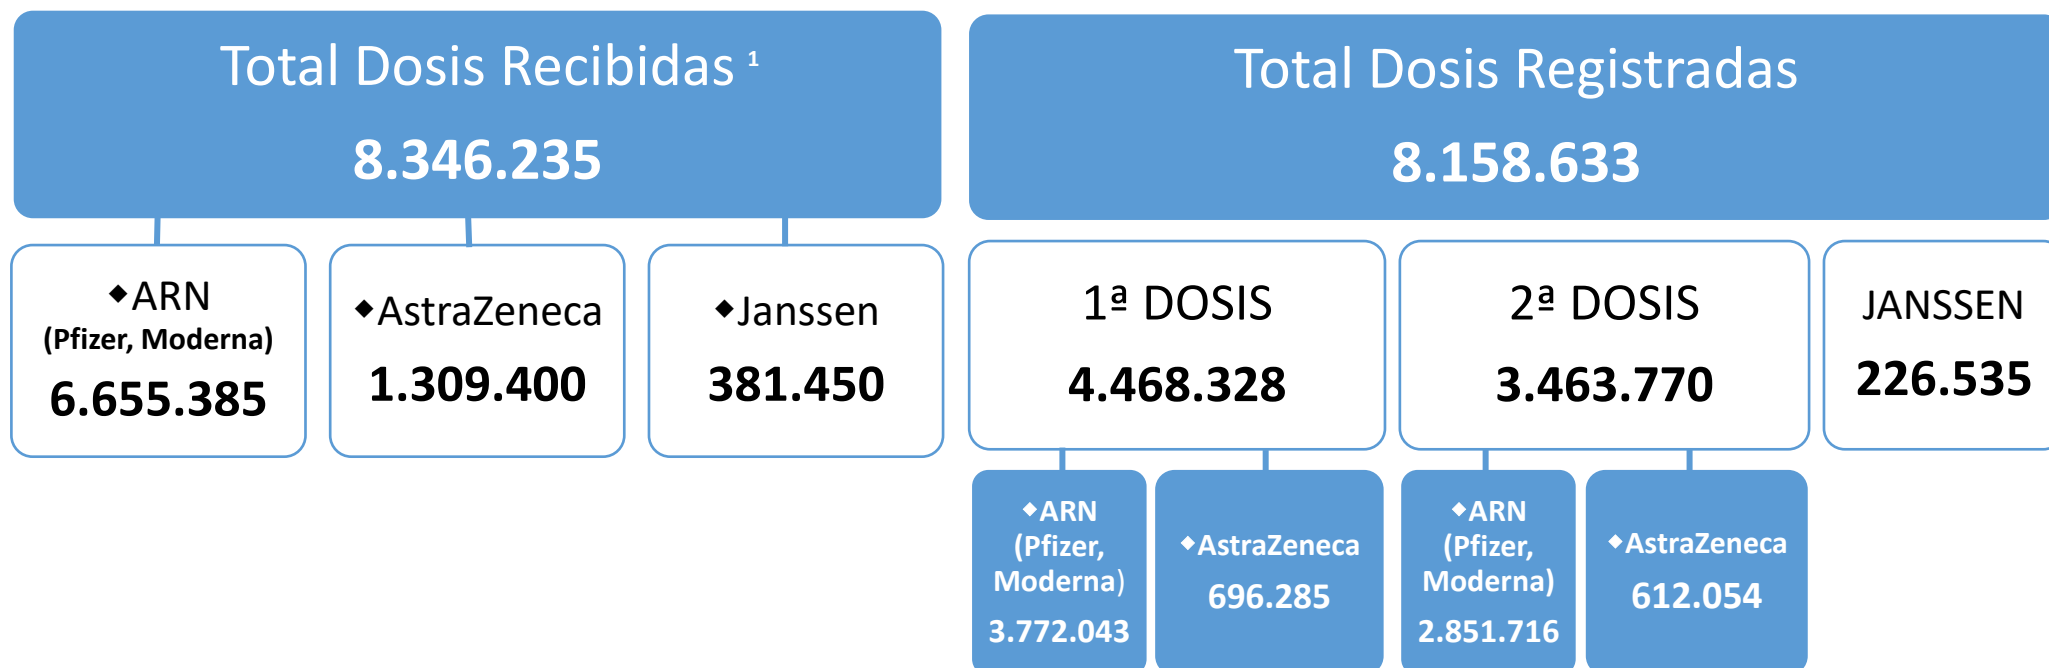 Total Dosis Recibidas ¹
8.346.235
◆ARN
(Pfizer, Moderna)
6.655.385
◆AstraZeneca
1.309.400
◆Janssen
381.450
Total Dosis Registradas
8.158.633
1ª DOSIS
4.468.328
◆ARN
(Pfizer,
Moderna)
3.772.043
◆AstraZeneca
696.285
2ª DOSIS
3.463.770
◆ARN
(Pfizer,
Moderna)
2.851.716
◆AstraZeneca
612.054
JANSSEN
226.535